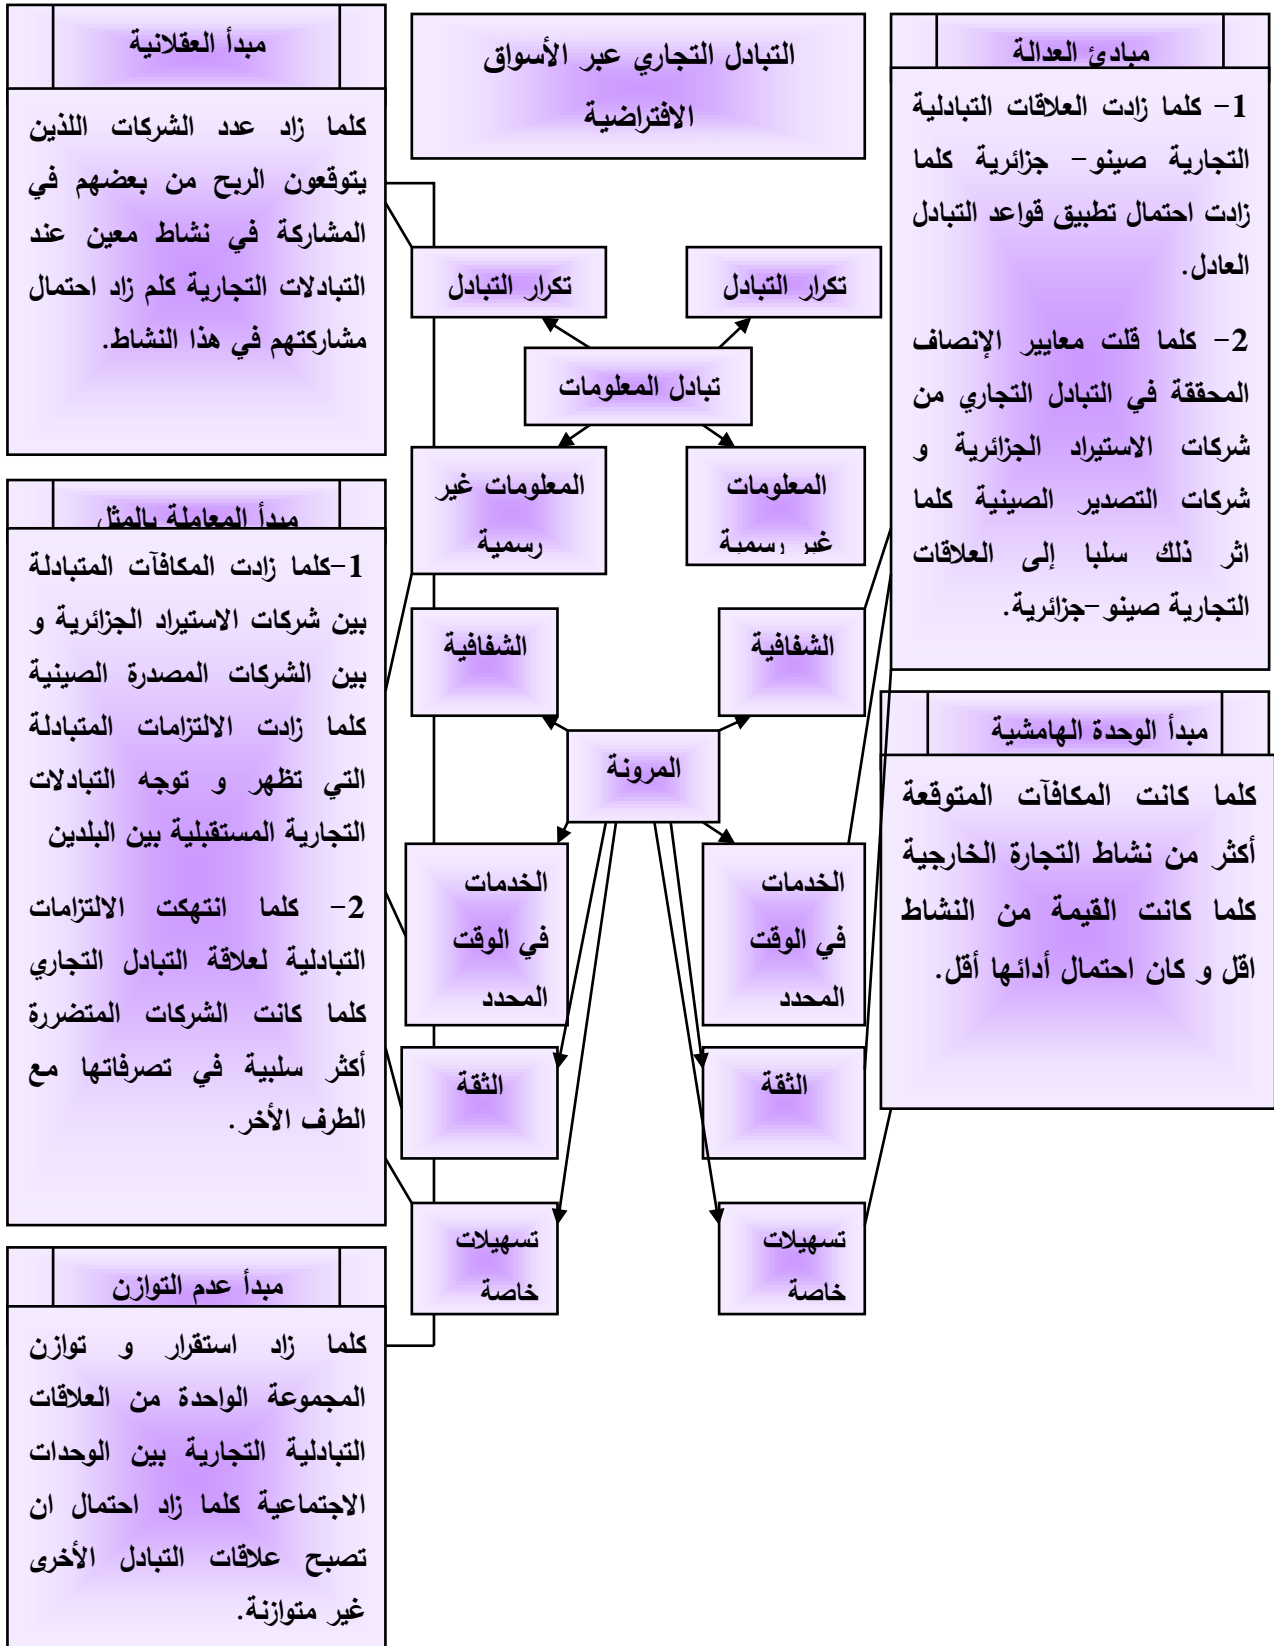 مبادئ العدالة
1- كلما زادت العلاقات التبادلية
التجارية صينو- جزائرية كلما
زادت احتمال تطبيق قواعد التبادل
العادل.
2- كلما قلت معايير الإنصاف
المحققة في التبادل التجاري من
شركات الاستيراد الجزائرية و
شركات التصدير الصينية كلما
اثر ذلك سلبا إلى العلاقات
التجارية صينو-جزائرية.
مبدأ الوحدة الهامشية
كلما كانت المكافآت المتوقعة
أكثر من نشاط التجارة الخارجية
كلما كانت القيمة من النشاط
اقل و كان احتمال أدائها أقل.
التبادل التجاري عبر الأسواق
الافتراضية
تكرار التبادل
تكرار التبادل
تبادل المعلومات
المعلومات
غير رسمية
المعلومات غير
رسمية
الشفافية
الشفافية
المرونة
الخدمات
في الوقت
المحدد
الخدمات
في الوقت
المحدد
الثقة
الثقة
تسهيلات
خاصة
تسهيلات
خاصة
مبدأ العقلانية
كلما زاد عدد الشركات اللذين
يتوقعون الربح من بعضهم في
المشاركة في نشاط معين عند
التبادلات التجارية كلم زاد احتمال
مشاركتهم في هذا النشاط.
مبدأ المعاملة بالمثل
1-كلما زادت المكافآت المتبادلة
بين شركات الاستيراد الجزائرية و
بين الشركات المصدرة الصينية
كلما زادت الالتزامات المتبادلة
التي تظهر و توجه التبادلات
التجارية المستقبلية بين البلدين
2- كلما انتهكت الالتزامات
التبادلية لعلاقة التبادل التجاري
كلما كانت الشركات المتضررة
أكثر سلبية في تصرفاتها مع
الطرف الأخر.
مبدأ عدم التوازن
كلما زاد استقرار و توازن
المجموعة الواحدة من العلاقات
التبادلية التجارية بين الوحدات
الاجتماعية كلما زاد احتمال ان
تصبح علاقات التبادل الأخرى
غير متوازنة.